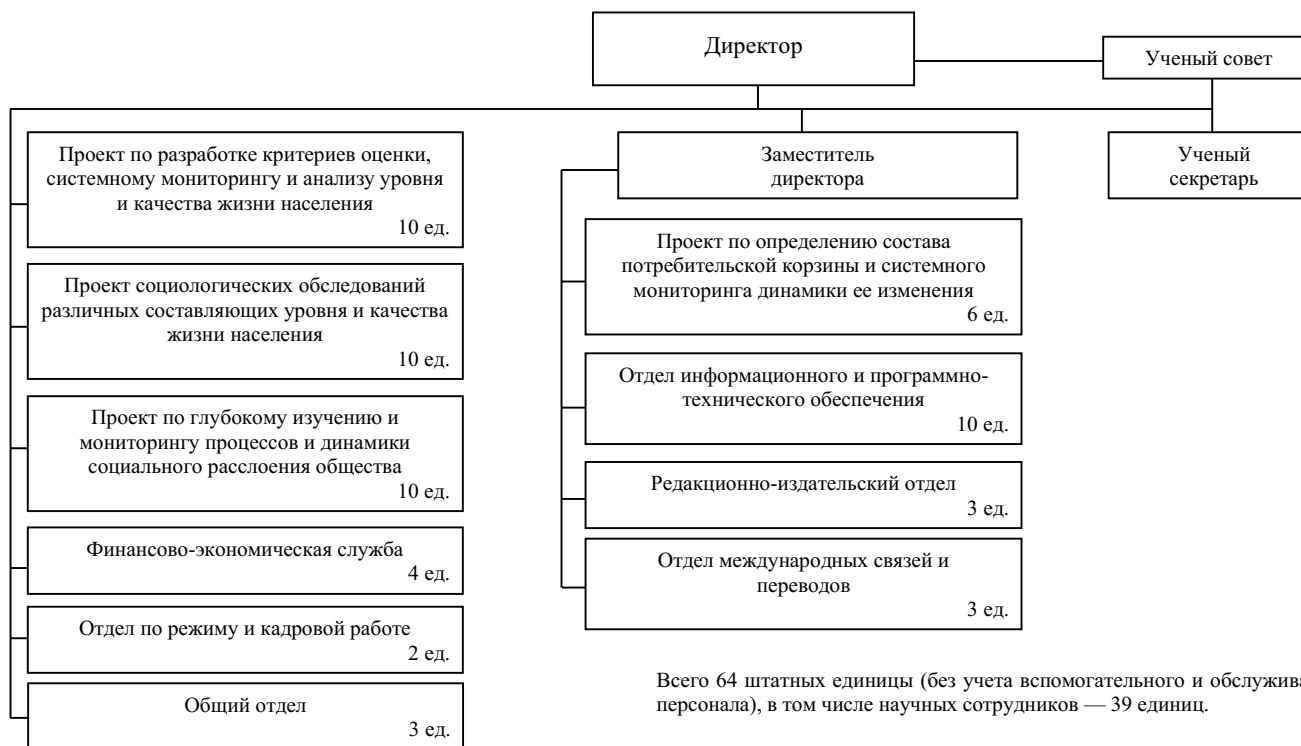 Директор
Ученый совет
Проект по разработке критериев оценки,
системному мониторингу и анализу уровня
и качества жизни населения
10 ед.
Проект социологических обследований
различных составляющих уровня и качества
жизни населения
10 ед.
Проект по глубокому изучению и
мониторингу процессов и динамики
социального расслоения общества
10 ед.
Финансово-экономическая служба
4 ед.
Отдел по режиму и кадровой работе
2 ед.
Общий отдел
3 ед.
Заместитель
директора
Проект по определению состава
потребительской корзины и системного
мониторинга динамики ее изменения
6 ед.
Отдел информационного и программно-
технического обеспечения
10 ед.
Редакционно-издательский отдел
3 ед.
Отдел международных связей и
переводов
3 ед.
Ученый
секретарь
Всего 64 штатных единицы (без учета вспомогательного и обслужива
персонала), в том числе научных сотрудников — 39 единиц.